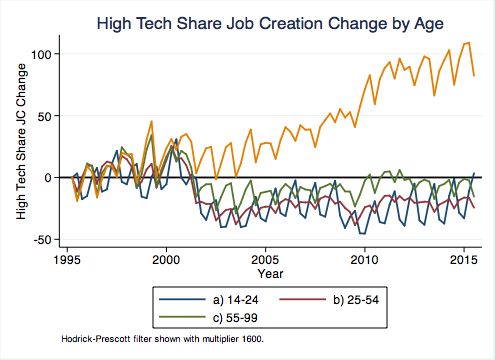 High Tech Share Job Creation Change by Age
High Tech Share JC Change
100
50
0
-50
1995
2000
2005
2010
2015
Year
a) 14-24
b) 25-54
c) 55-99
Hodrick-Prescott filter shown with multiplier 1600.